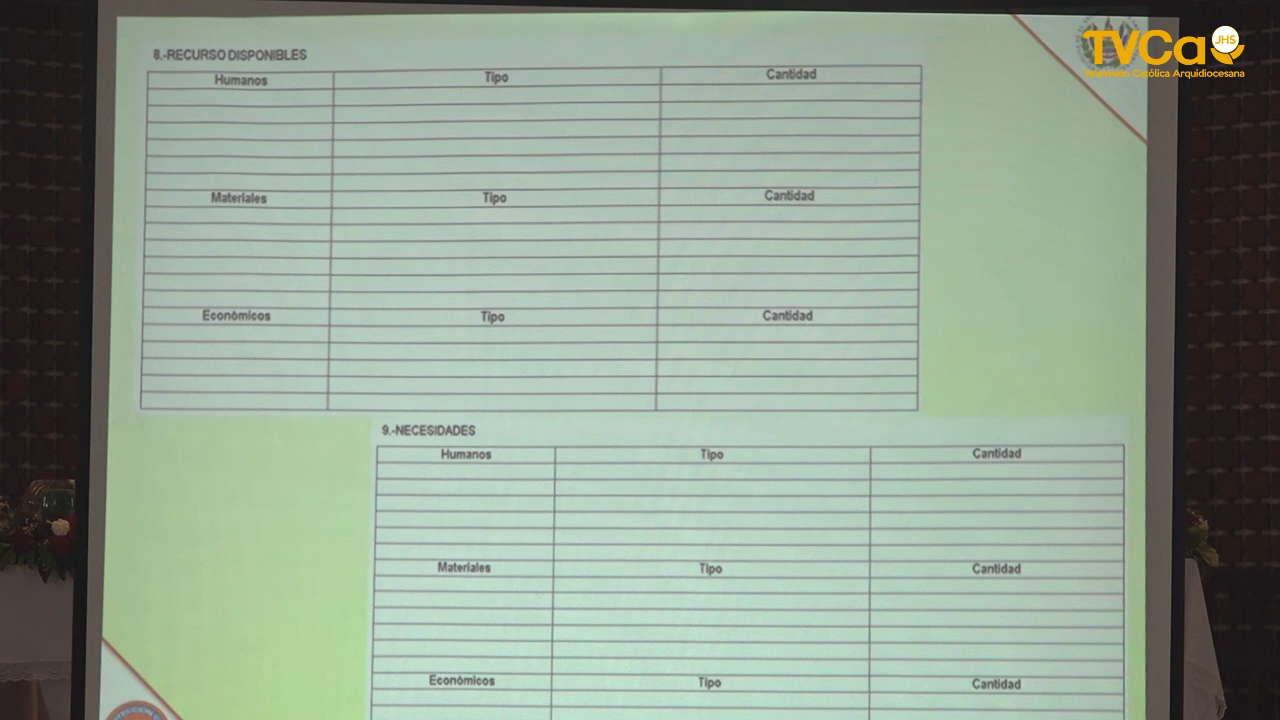 TVCa
JHS
Televisión Católica Arquidiocesana
8.-RECURSO DISPONIBLES
Humanos Tipo Cantidad
Materiales Tipo Cantidad
Económicos Tipo Cantidad
9.-NECESIDADES
Humanos Tipo Cantidad
Materiales Tipo Cantidad
Económicos Tipo Cantidad